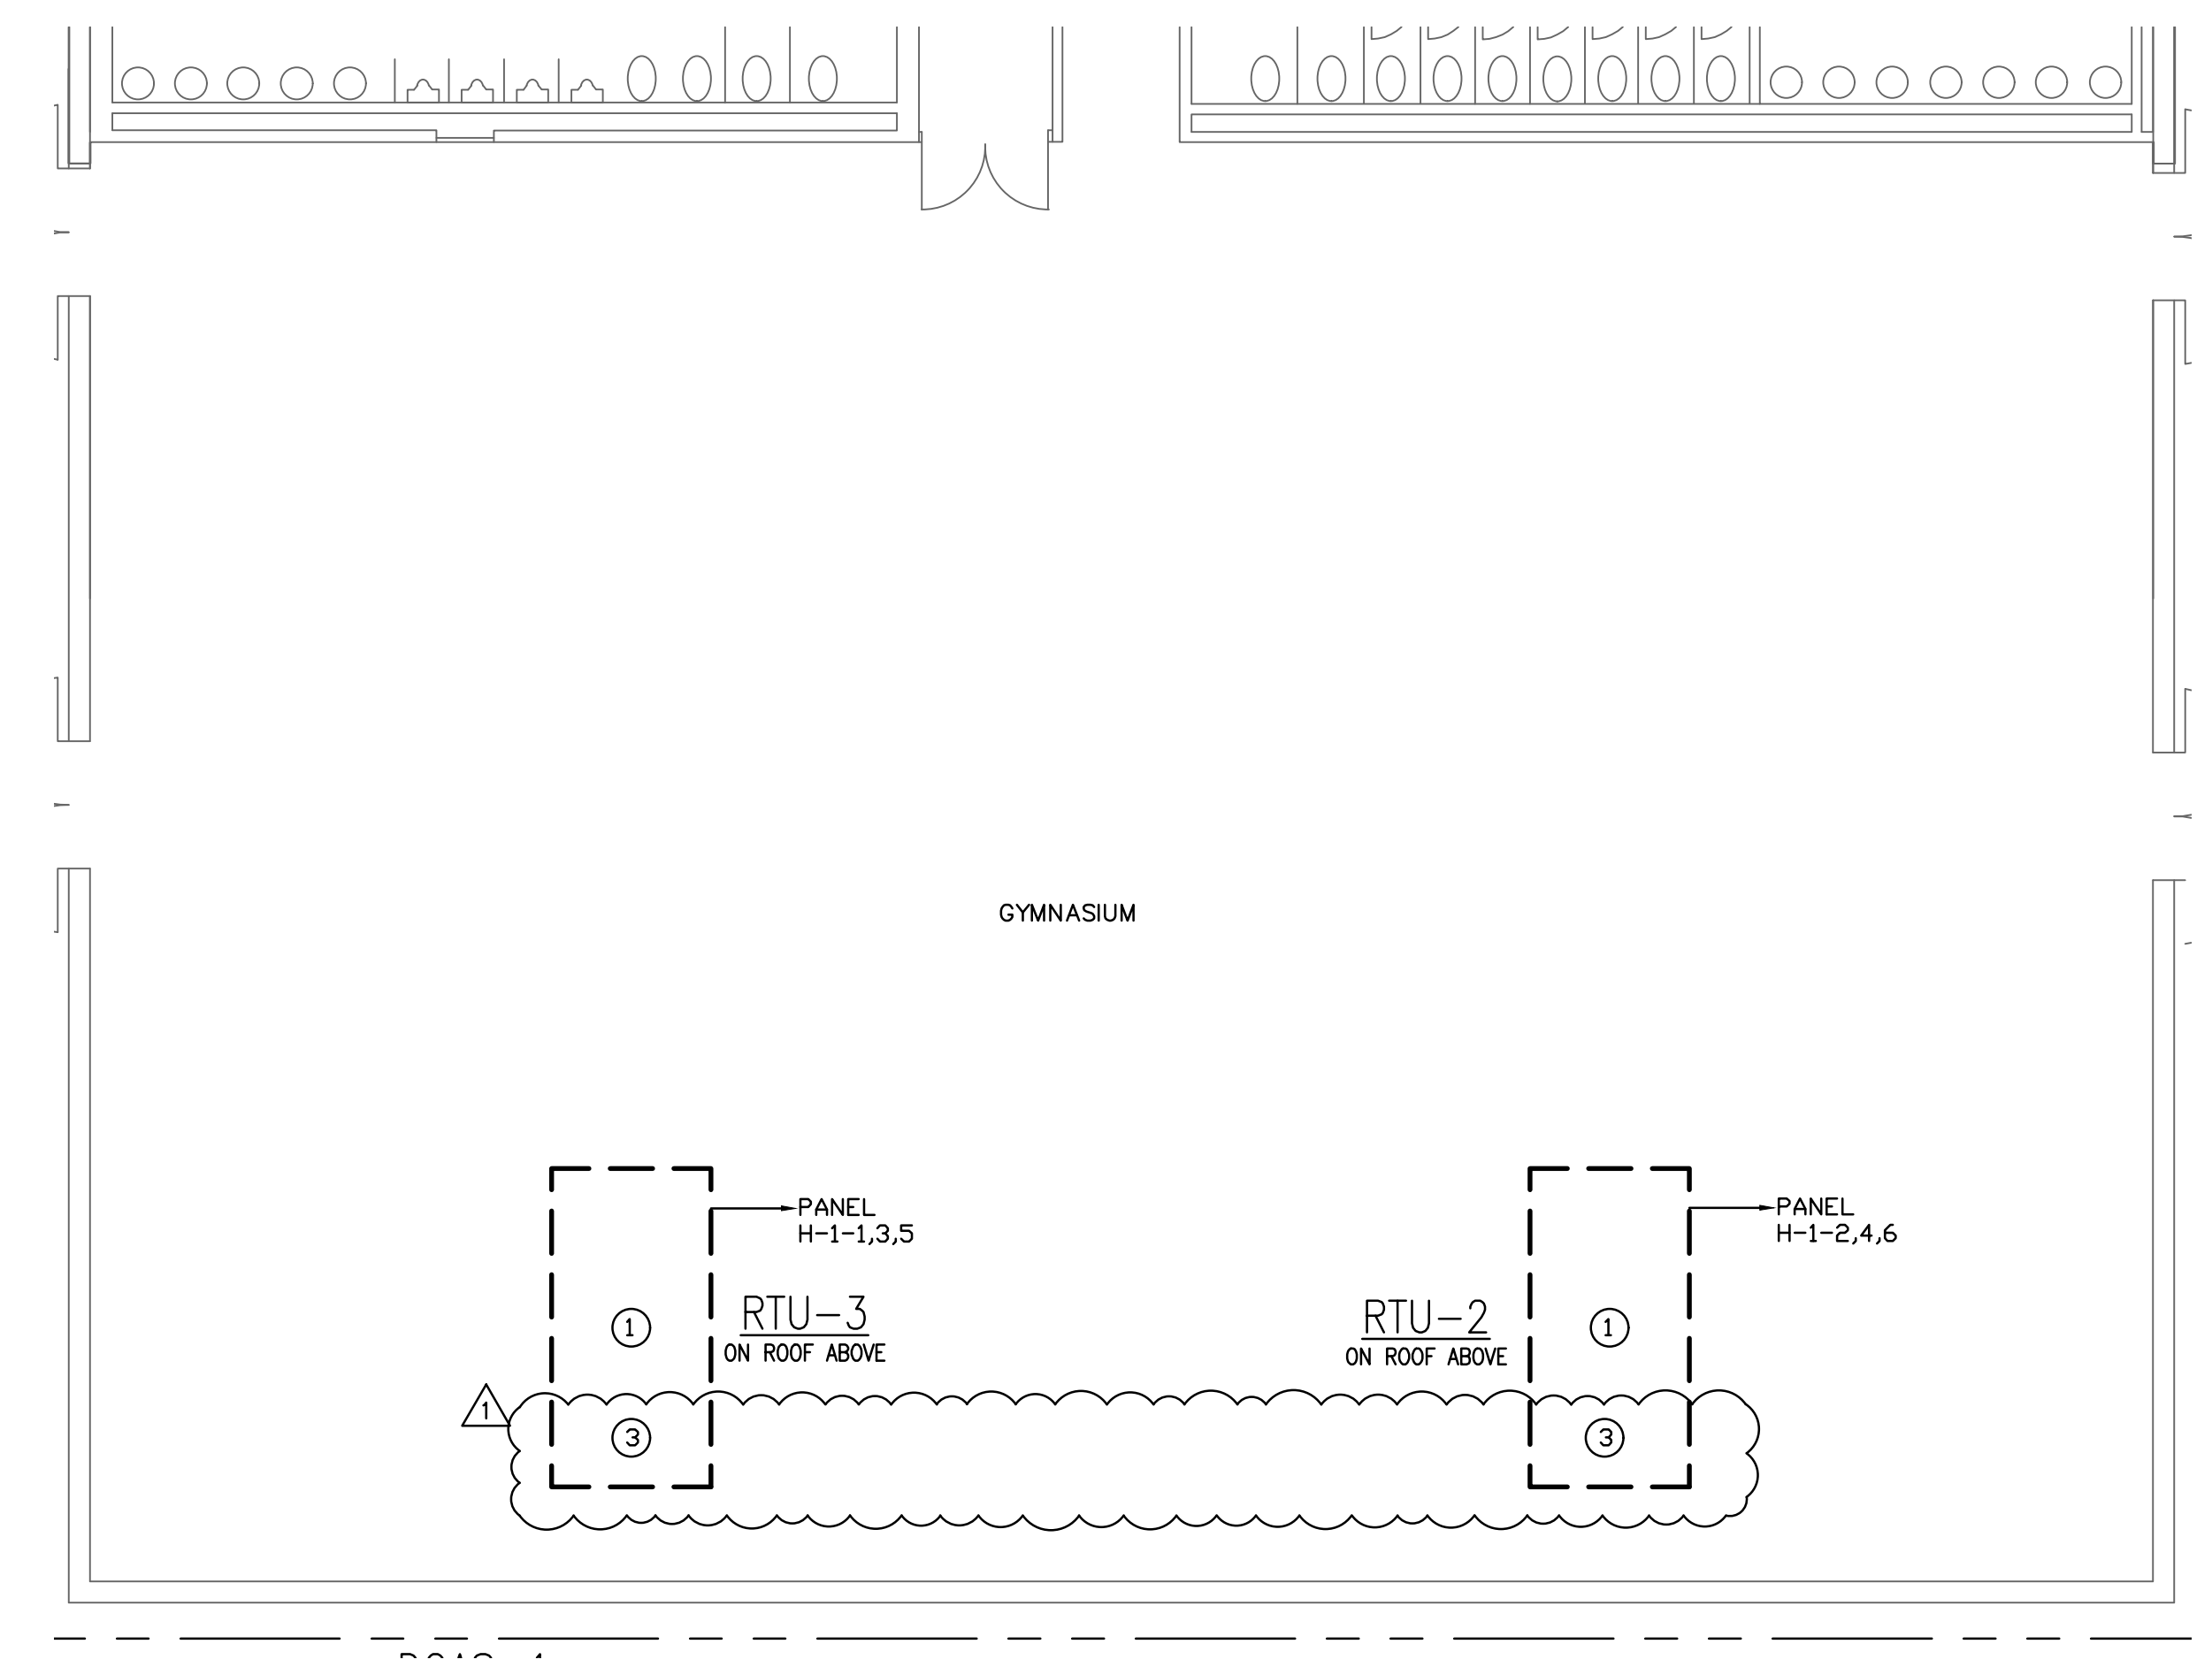 GYMNASIUM
PANEL
H-1-1,3,5
PANEL
H-1-2,4,6
RTU-3
ON ROOF ABOVE
RTU-2
ON ROOF ABOVE
1
1
1
3
3